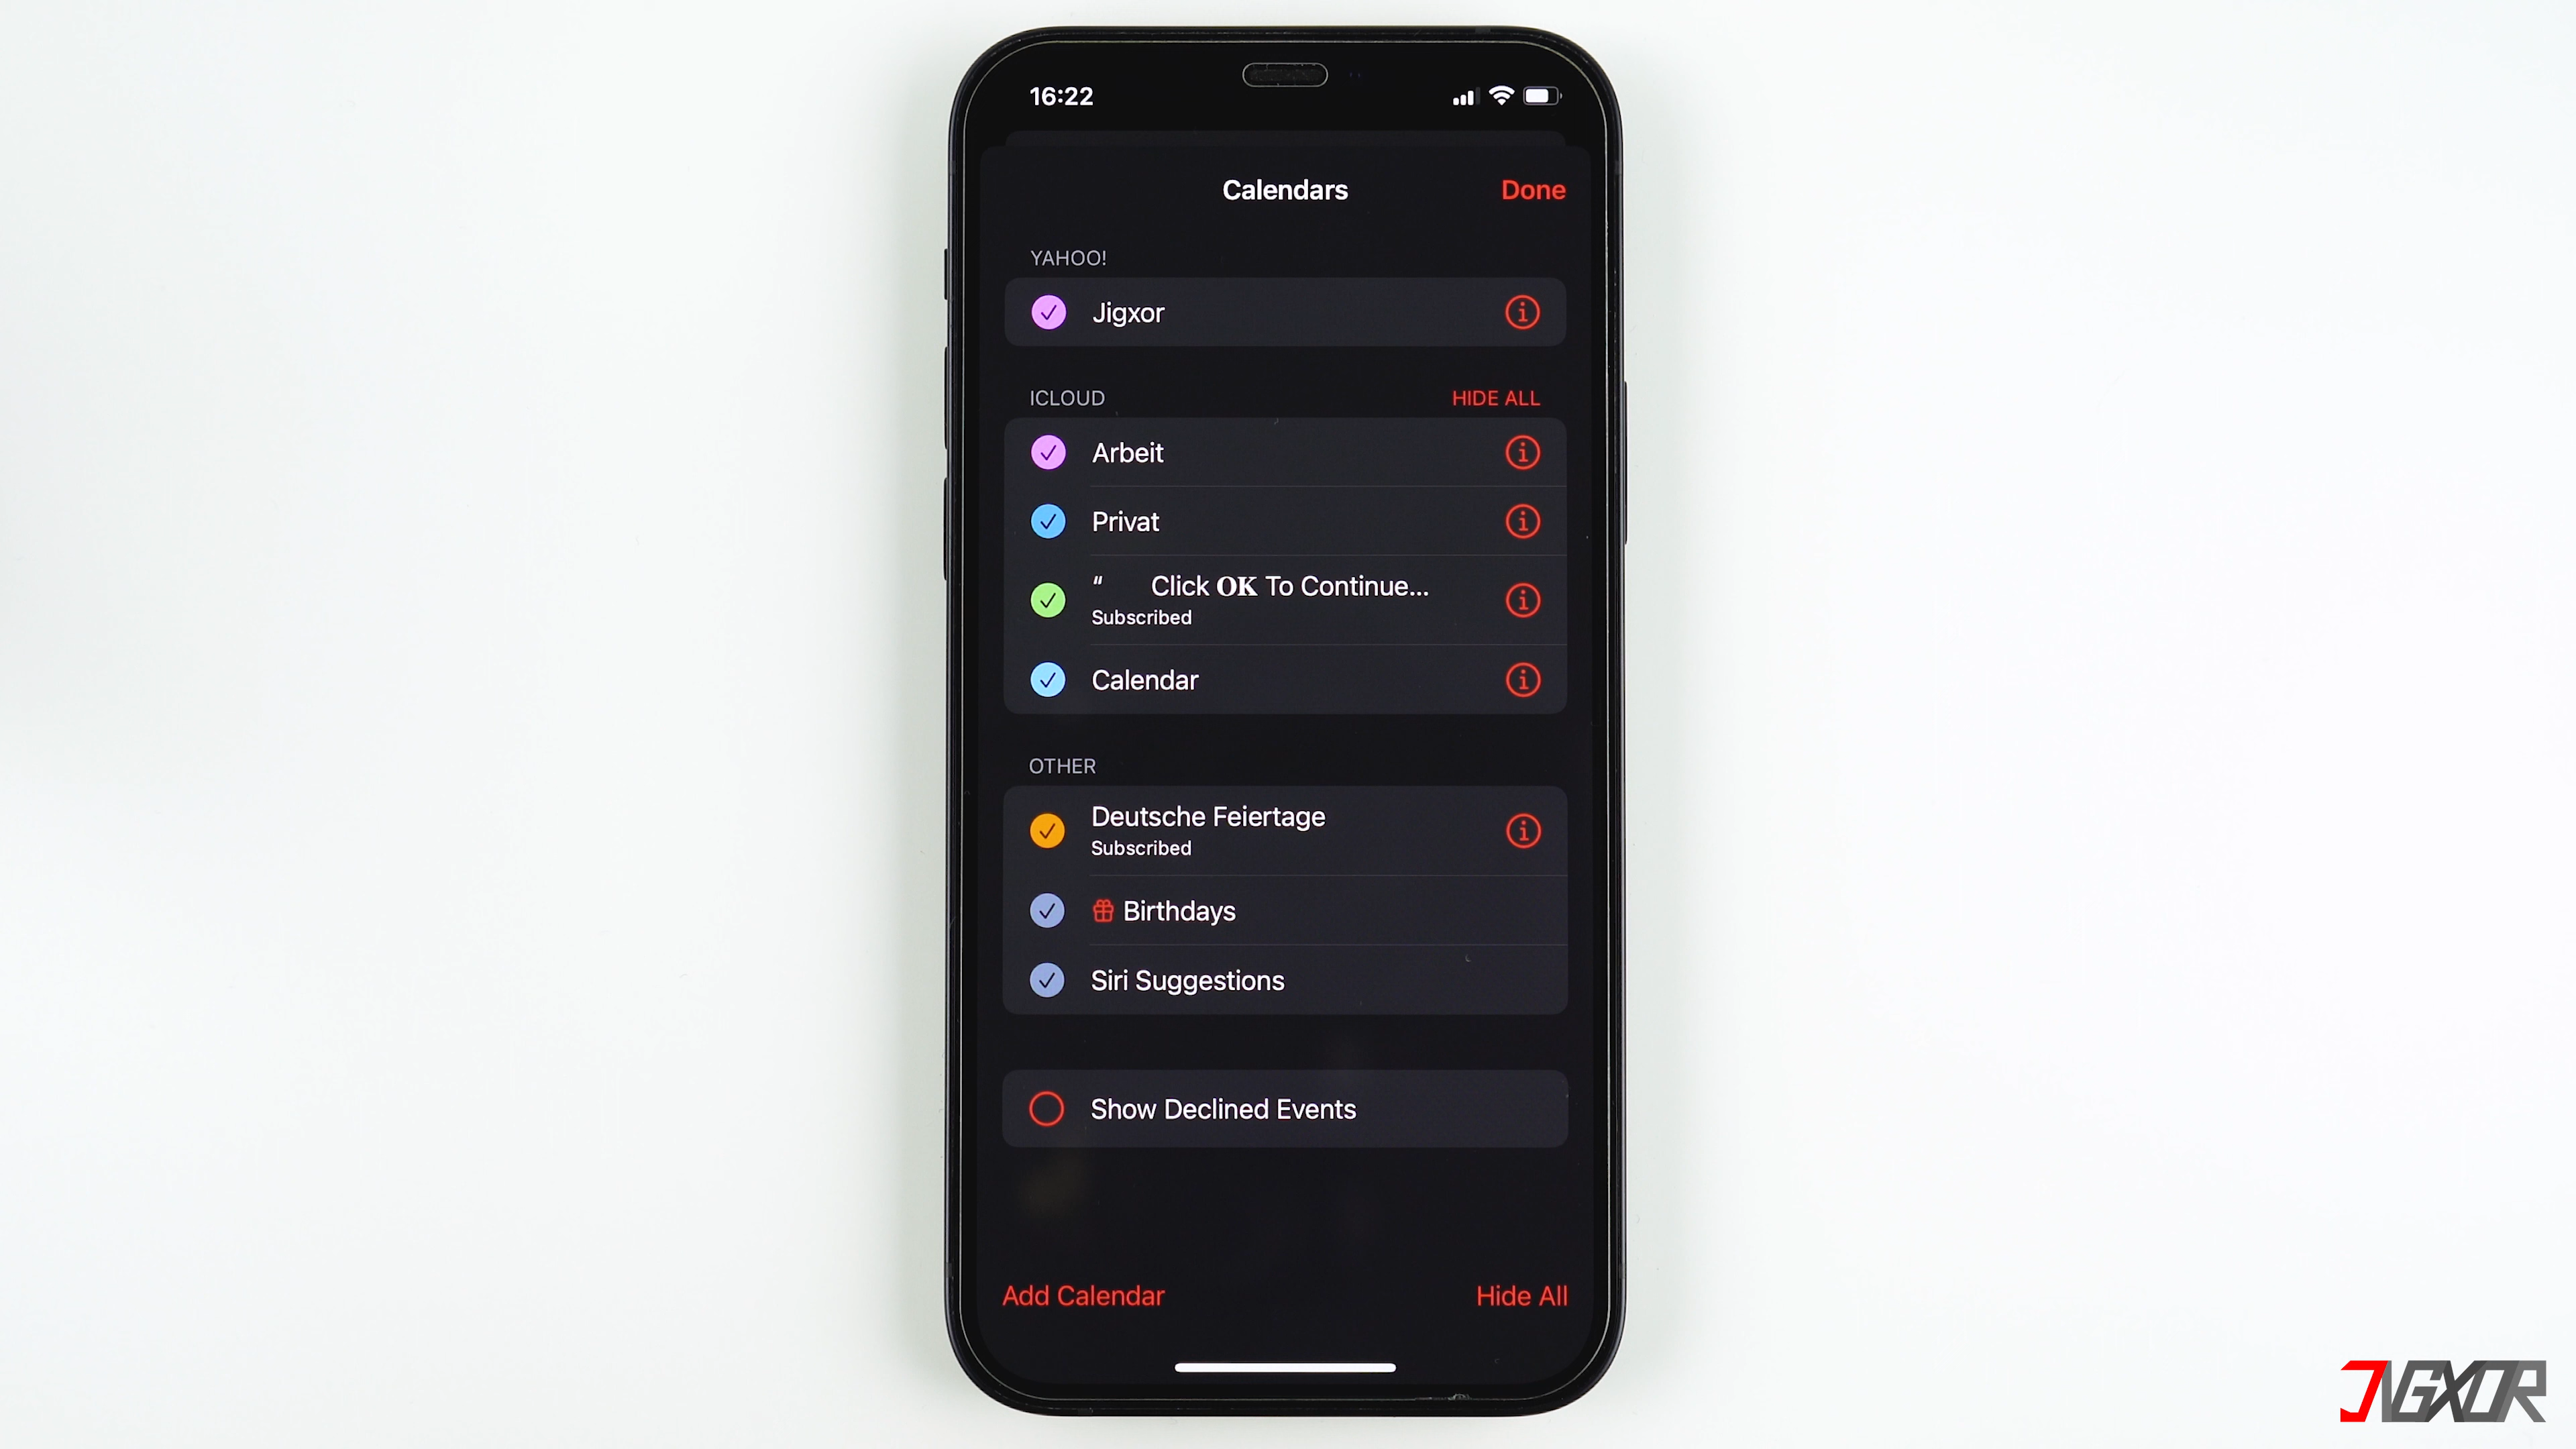 16:22
Calendars
Done
YAHOO!
Jigxor
ICLOUD
HIDE ALL
Arbeit
Privat
“ Click OK To Continue...
Subscribed
Calendar
OTHER
Deutsche Feiertage
Subscribed
Birthdays
Siri Suggestions
Show Declined Events
Add Calendar
Hide All
JIGXOR